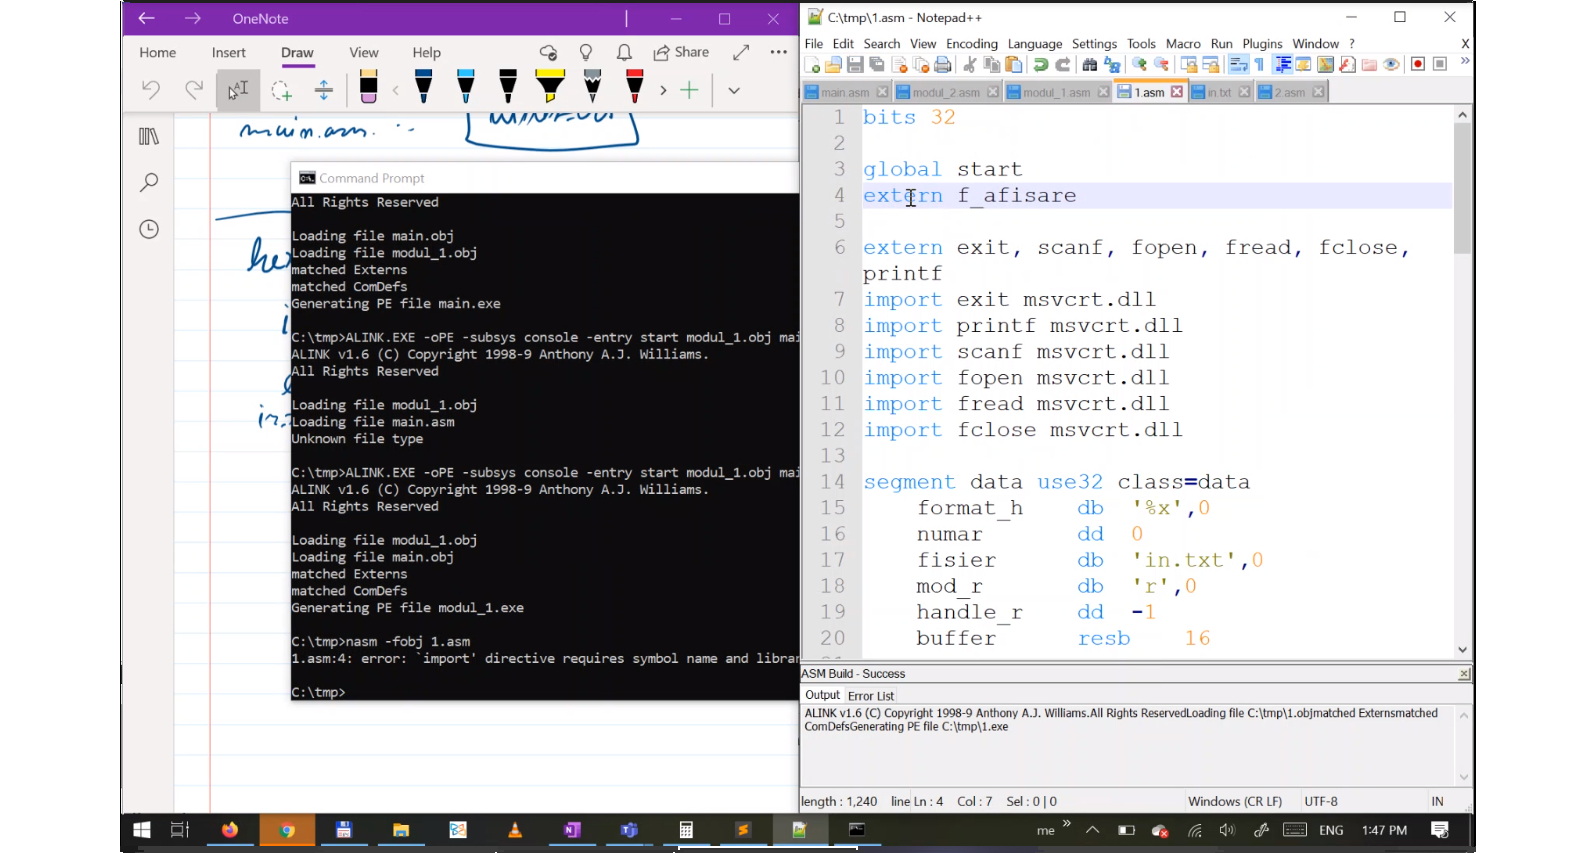 OneNote
Home Insert Draw View Help Share
main.asm.
C:\ Command Prompt
All Rights Reserved
Loading file main.obj
Loading file modul_1.obj
matched Externs
matched ComDefs
Generating PE file main.exe
C:\tmp>ALINK.EXE -oPE -subsys console -entry start modul_1.obj mai
ALINK v1.6 (C) Copyright 1998-9 Anthony A.J. Williams.
All Rights Reserved
Loading file modul_1.obj
Loading file main.asm
Unknown file type
C:\tmp>ALINK.EXE -oPE -subsys console -entry start modul_1.obj mai
ALINK v1.6 (C) Copyright 1998-9 Anthony A.J. Williams.
All Rights Reserved
Loading file modul_1.obj
Loading file main.obj
matched Externs
matched ComDefs
Generating PE file modul_1.exe
C:\tmp>nasm -fobj 1.asm
1.asm:4: error: `import' directive requires symbol name and librar
C:\tmp>
C:\tmp\1.asm - Notepad++
File Edit Search View Encoding Language Settings Tools Macro Run Plugins Window ? X
main.asm modul_2.asm modul_1.asm 1.asm in.txt 2.asm
1 bits 32
2
3 global start
4 extern f_afisare
5
6 extern exit, scanf, fopen, fread, fclose,
printf
7 import exit msvcrt.dll
8 import printf msvcrt.dll
9 import scanf msvcrt.dll
10 import fopen msvcrt.dll
11 import fread msvcrt.dll
12 import fclose msvcrt.dll
13
14 segment data use32 class=data
15 format_h db '%x',0
16 numar dd 0
17 fisier db 'in.txt',0
18 mod_r db 'r',0
19 handle_r dd -1
20 buffer resb 16
ASM Build - Success
Output Error List
ALINK v1.6 (C) Copyright 1998-9 Anthony A.J. Williams.All Rights ReservedLoading file C:\tmp\1.objmatched Externsmatched
ComDefsGenerating PE file C:\tmp\1.exe
length : 1,240 line Ln : 4 Col : 7 Sel : 0 | 0 Windows (CR LF) UTF-8 IN
me ENG 1:47 PM